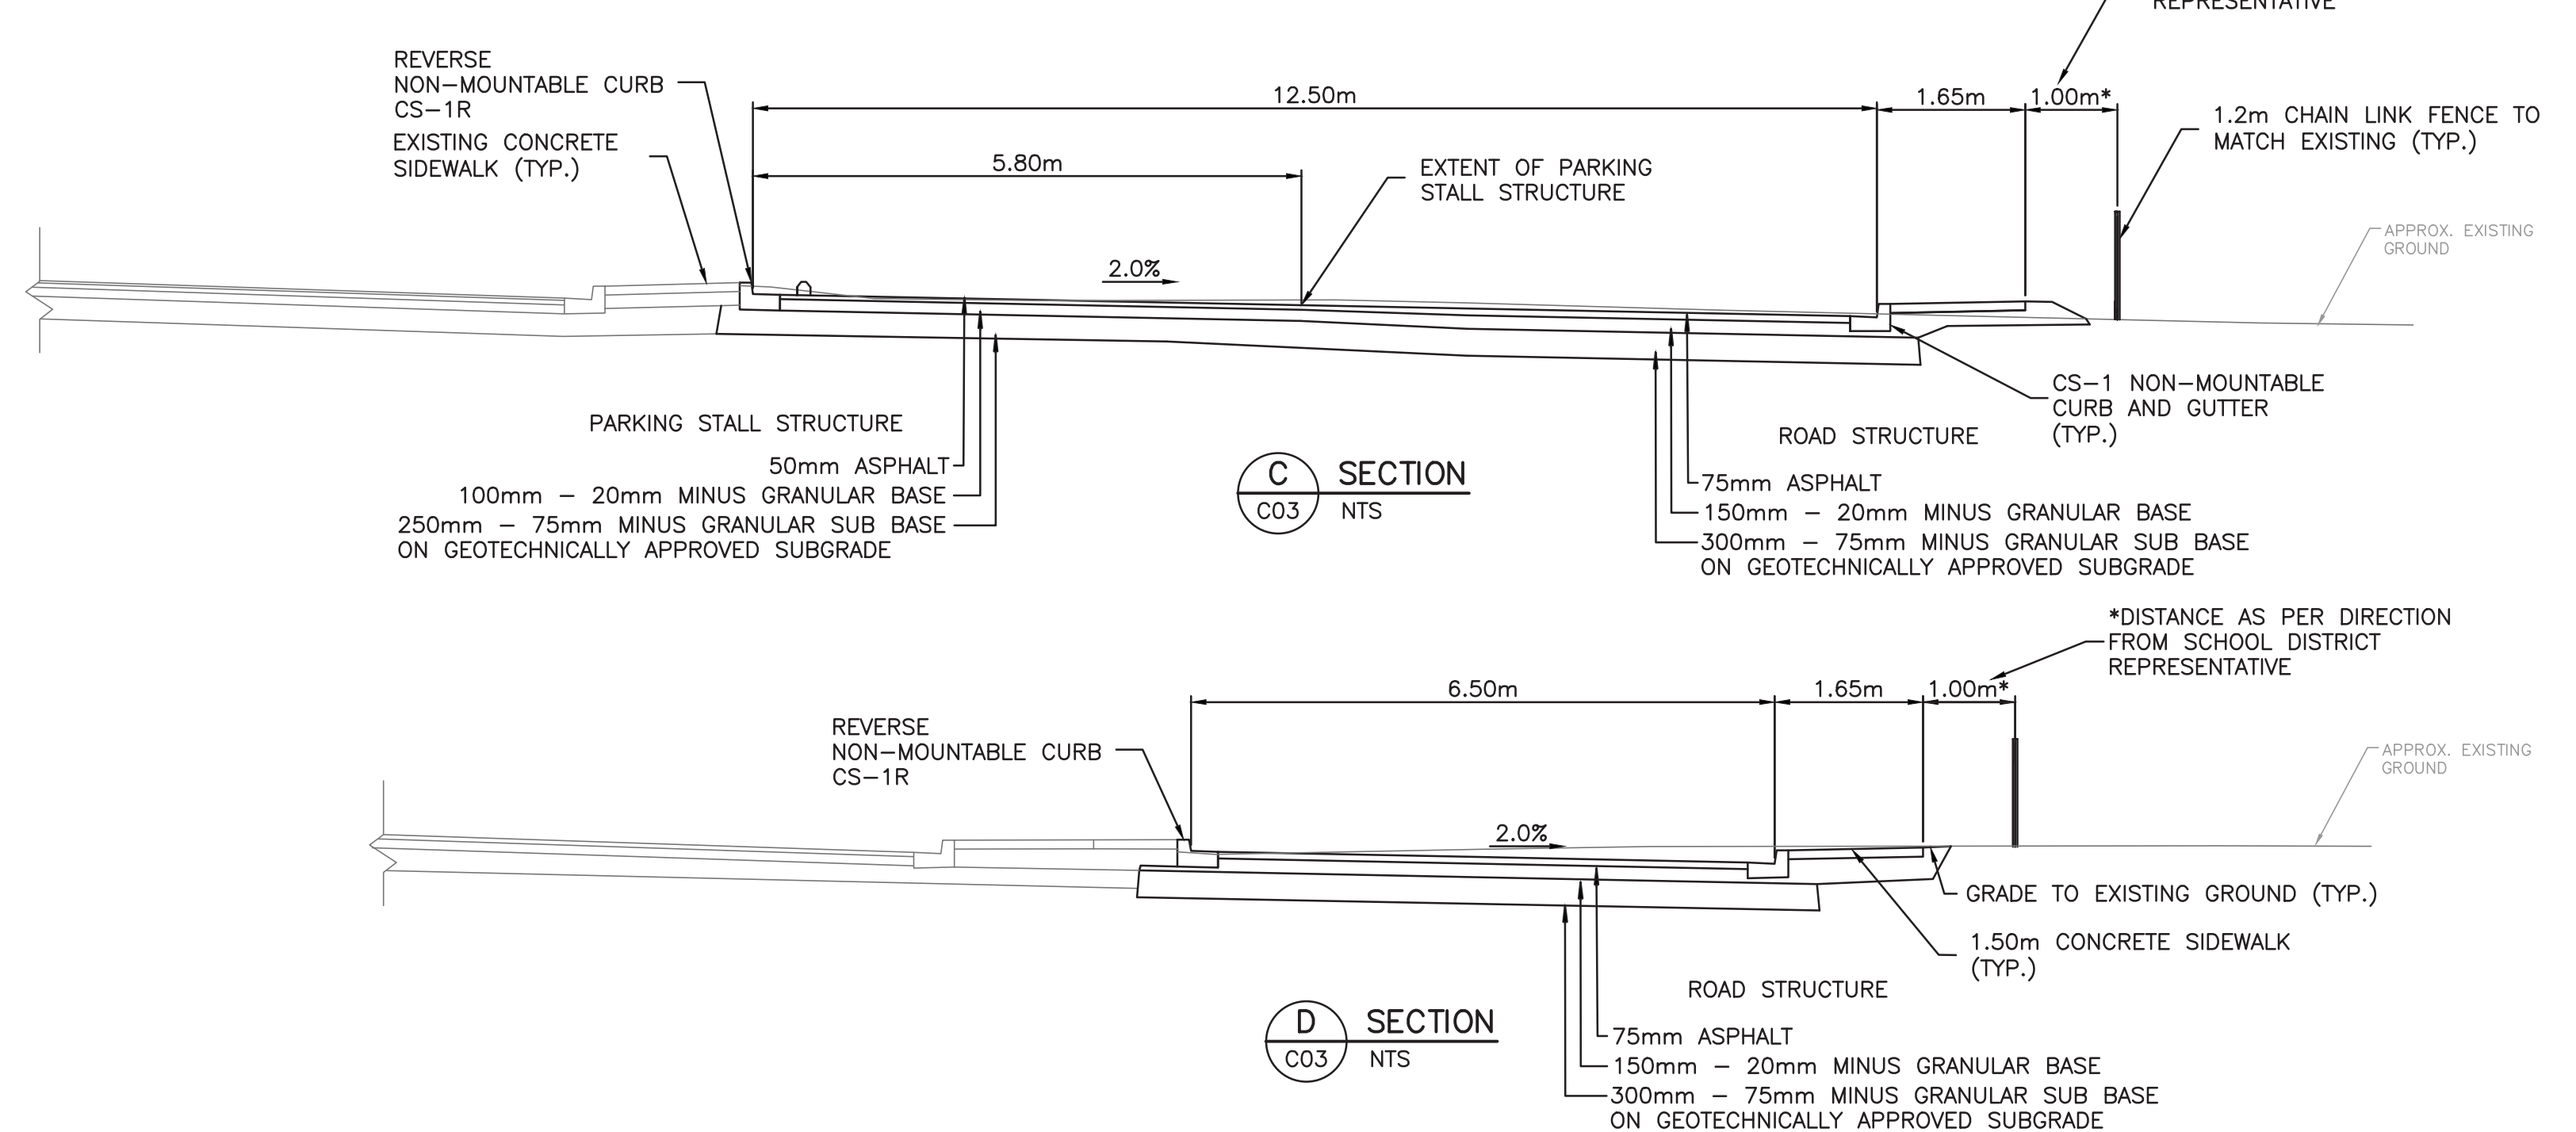 REPRESENTATIVE
REVERSE
NON-MOUNTABLE CURB
CS-1R
EXISTING CONCRETE
SIDEWALK (TYP.)
12.50m
1.65m
1.00m*
5.80m
EXTENT OF PARKING
STALL STRUCTURE
1.2m CHAIN LINK FENCE TO
MATCH EXISTING (TYP.)
APPROX. EXISTING
GROUND
2.0%
CS-1 NON-MOUNTABLE
CURB AND GUTTER
(TYP.)
PARKING STALL STRUCTURE
50mm ASPHALT
100mm - 20mm MINUS GRANULAR BASE
250mm - 75mm MINUS GRANULAR SUB BASE
ON GEOTECHNICALLY APPROVED SUBGRADE
C SECTION
C03 NTS
ROAD STRUCTURE
75mm ASPHALT
150mm - 20mm MINUS GRANULAR BASE
300mm - 75mm MINUS GRANULAR SUB BASE
ON GEOTECHNICALLY APPROVED SUBGRADE
*DISTANCE AS PER DIRECTION
FROM SCHOOL DISTRICT
REPRESENTATIVE
6.50m
1.65m
1.00m*
REVERSE
NON-MOUNTABLE CURB
CS-1R
APPROX. EXISTING
GROUND
2.0%
GRADE TO EXISTING GROUND (TYP.)
1.50m CONCRETE SIDEWALK
(TYP.)
D SECTION
C03 NTS
ROAD STRUCTURE
75mm ASPHALT
150mm - 20mm MINUS GRANULAR BASE
300mm - 75mm MINUS GRANULAR SUB BASE
ON GEOTECHNICALLY APPROVED SUBGRADE